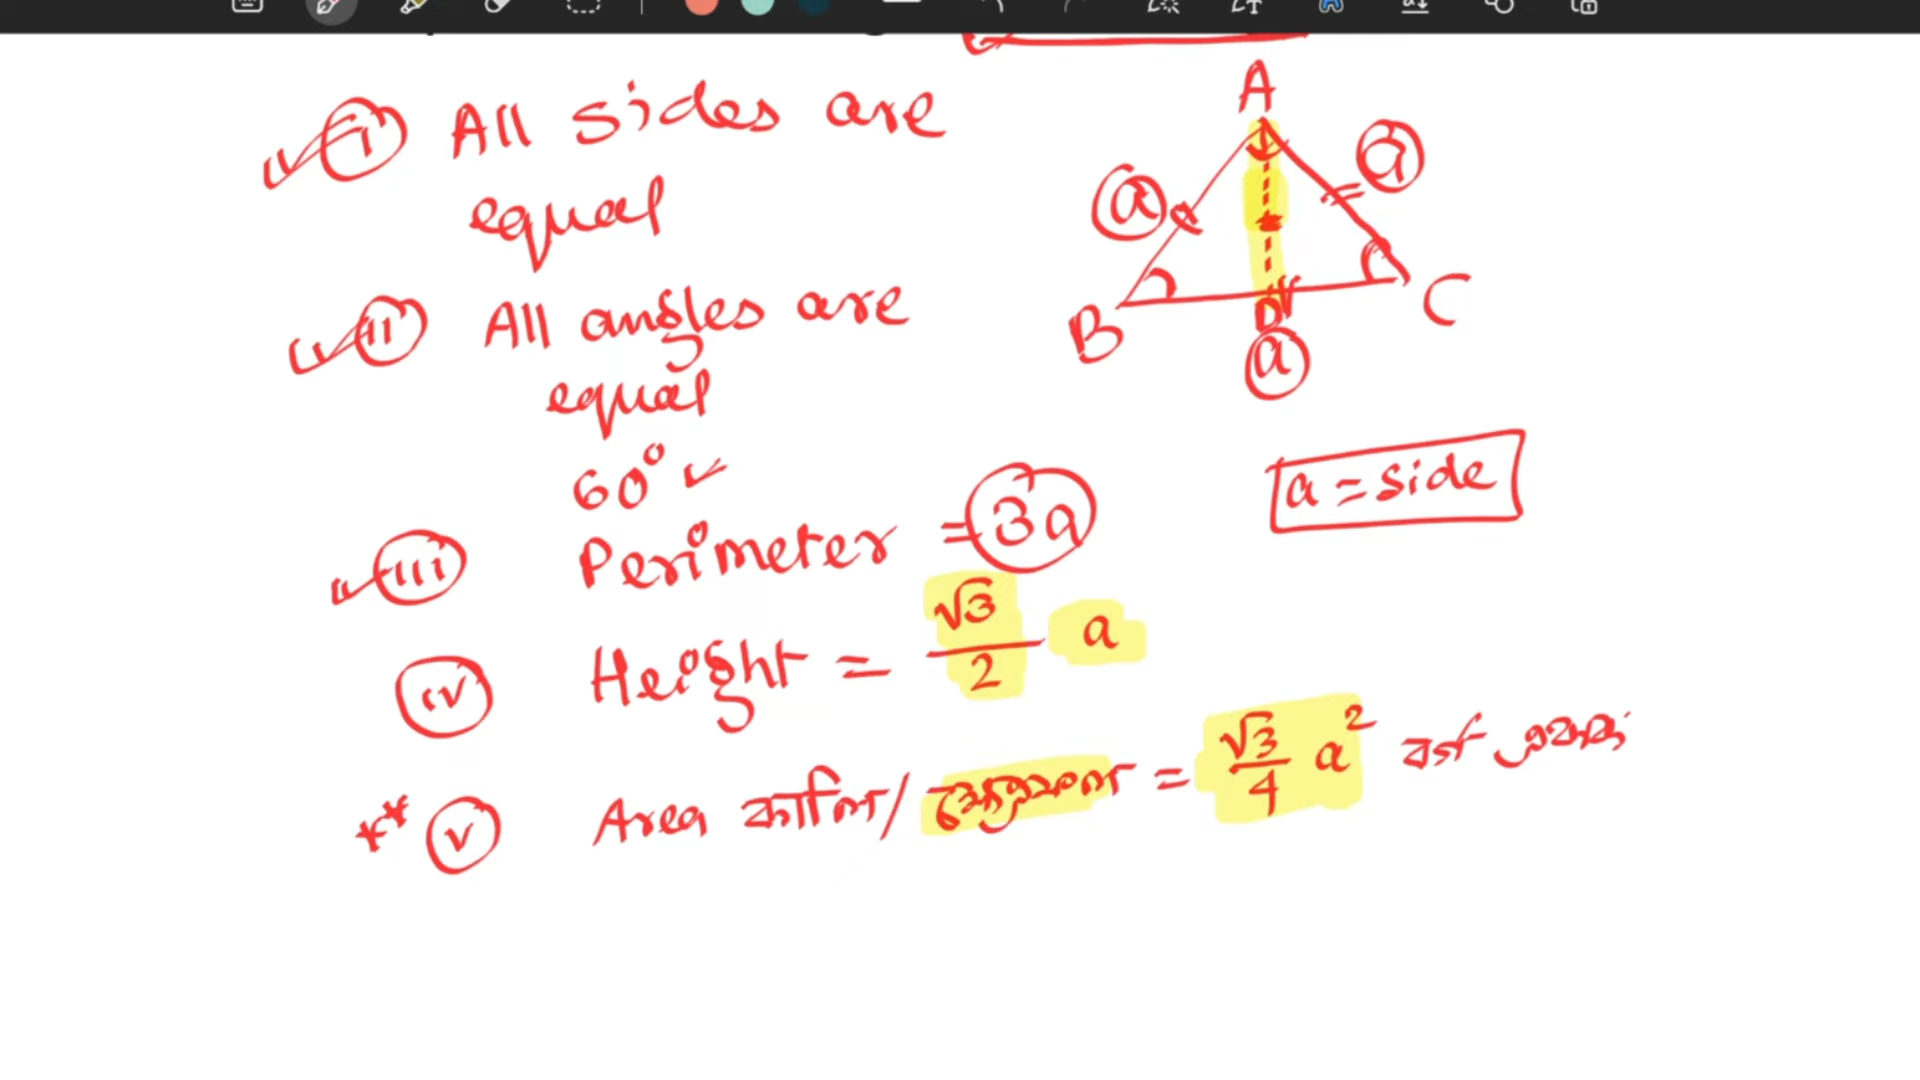 A
(i) All sides are
equal
a a
B C
D
a
(ii) All angles are
equal
60° ✓
a = side
(iii) Perimeter = 3a
(iv) Height = √3/2 a
** (v) Area কালি/ = √3/4 a² বর্গ একক